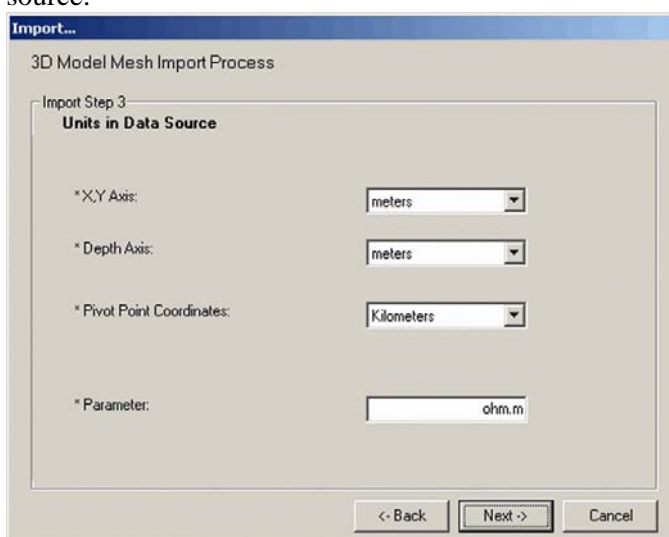 source.
Import...
3D Model Mesh Import Process
Import Step 3
Units in Data Source
* X,Y Axis: meters
* Depth Axis: meters
* Pivot Point Coordinates: Kilometers
* Parameter: ohm.m
<- Back Next -> Cancel